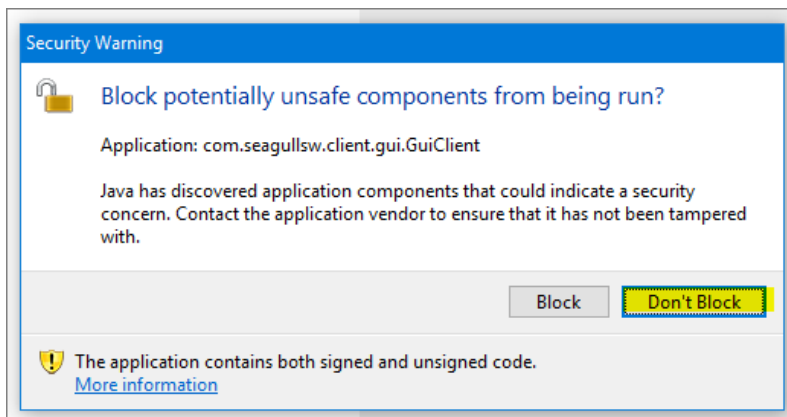 Security Warning
Block potentially unsafe components from being run?
Application: com.seagullsw.client.gui.GuiClient
Java has discovered application components that could indicate a security
concern. Contact the application vendor to ensure that it has not been tampered
with.
Block
Don't Block
The application contains both signed and unsigned code.
More information